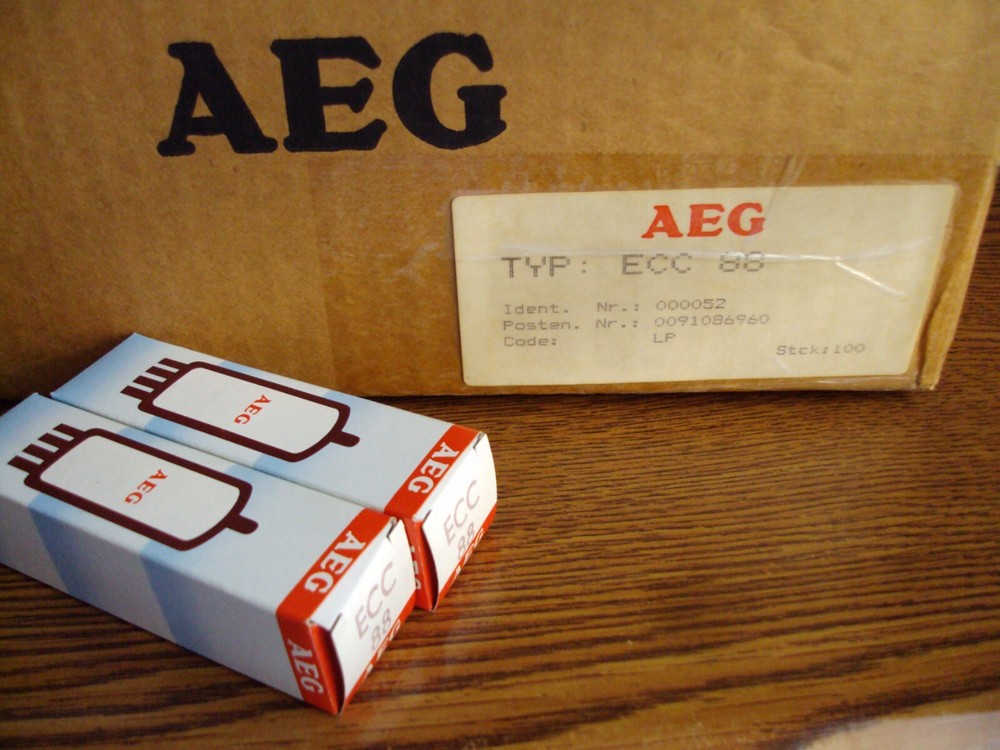 AEG
AEG
TYP: ECC 88
Ident. Nr.: 000052
Posten. Nr.: 0091086960
Code: LP
Stck:100
AEG
AEG
AEG
ECC
88
AEG
AEG
ECC
88
AEG